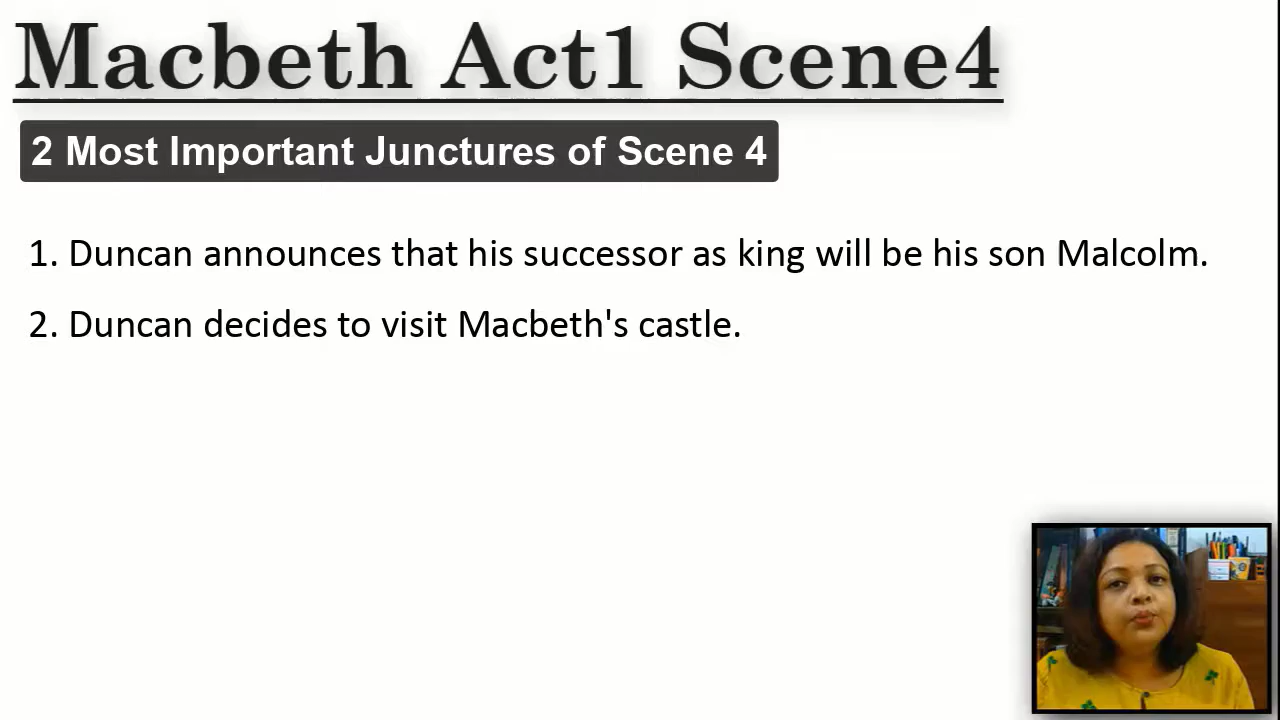 Macbeth Act1 Scene4
2 Most Important Junctures of Scene 4
1. Duncan announces that his successor as king will be his son Malcolm.
2. Duncan decides to visit Macbeth's castle.